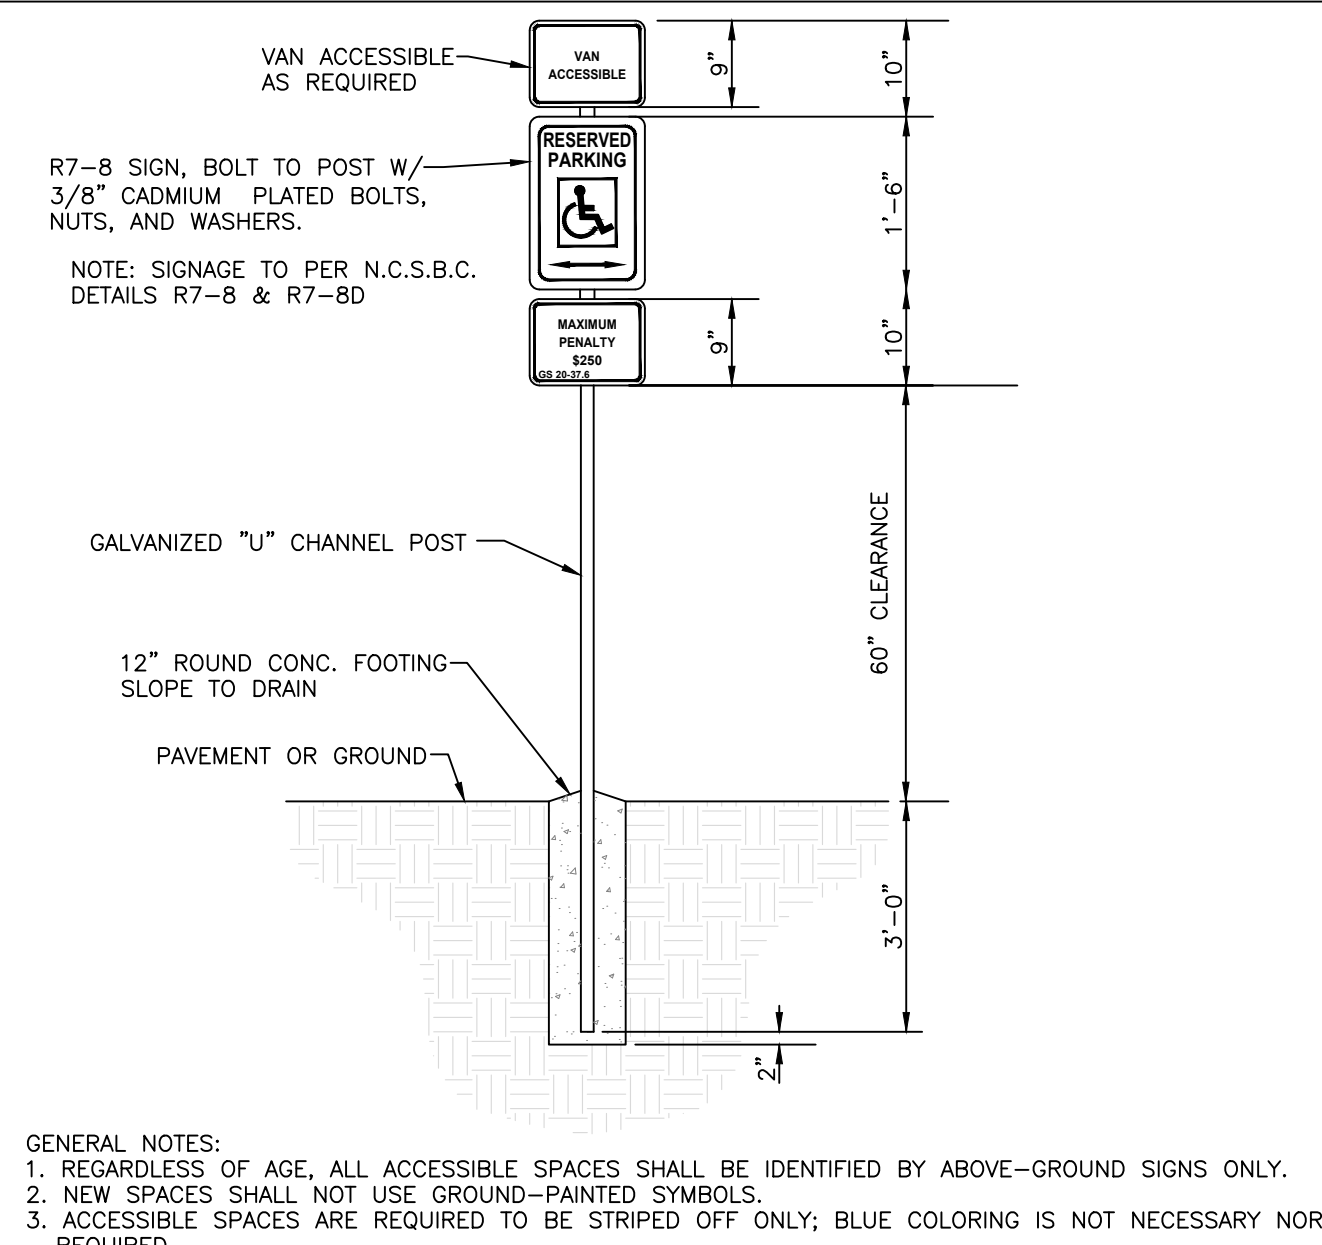 VAN ACCESSIBLE
AS REQUIRED
VAN
ACCESSIBLE
9"
10"
R7-8 SIGN, BOLT TO POST W/
3/8" CADMIUM PLATED BOLTS,
NUTS, AND WASHERS.
RESERVED
PARKING
1'-6"
NOTE: SIGNAGE TO PER N.C.S.B.C.
DETAILS R7-8 & R7-8D
MAXIMUM
PENALTY
$250
GS 20-37.6
9"
10"
GALVANIZED "U" CHANNEL POST
60" CLEARANCE
12" ROUND CONC. FOOTING
SLOPE TO DRAIN
PAVEMENT OR GROUND
3'-0"
2"
GENERAL NOTES:
1. REGARDLESS OF AGE, ALL ACCESSIBLE SPACES SHALL BE IDENTIFIED BY ABOVE-GROUND SIGNS ONLY.
2. NEW SPACES SHALL NOT USE GROUND-PAINTED SYMBOLS.
3. ACCESSIBLE SPACES ARE REQUIRED TO BE STRIPED OFF ONLY; BLUE COLORING IS NOT NECESSARY NOR
REQUIRED